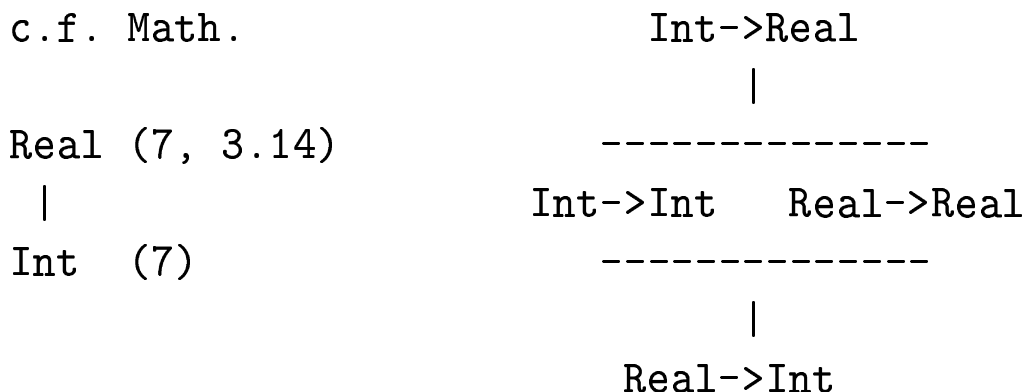 c.f. Math.
Int->Real
|
Real (7, 3.14)
--------------
|
Int->Int Real->Real
Int (7)
--------------
|
Real->Int